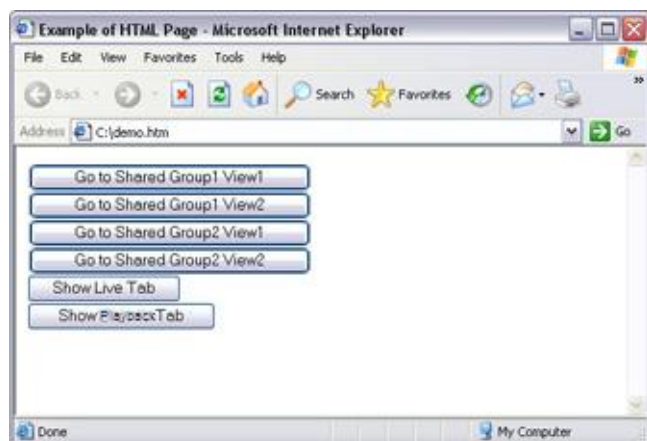 Example of HTML Page - Microsoft Internet Explorer
File Edit View Favorites Tools Help
Back Search Favorites »
Address C:\demo.htm Go
Go to Shared Group1 View1
Go to Shared Group1 View2
Go to Shared Group2 View1
Go to Shared Group2 View2
Show Live Tab
Show Playback Tab
Done My Computer